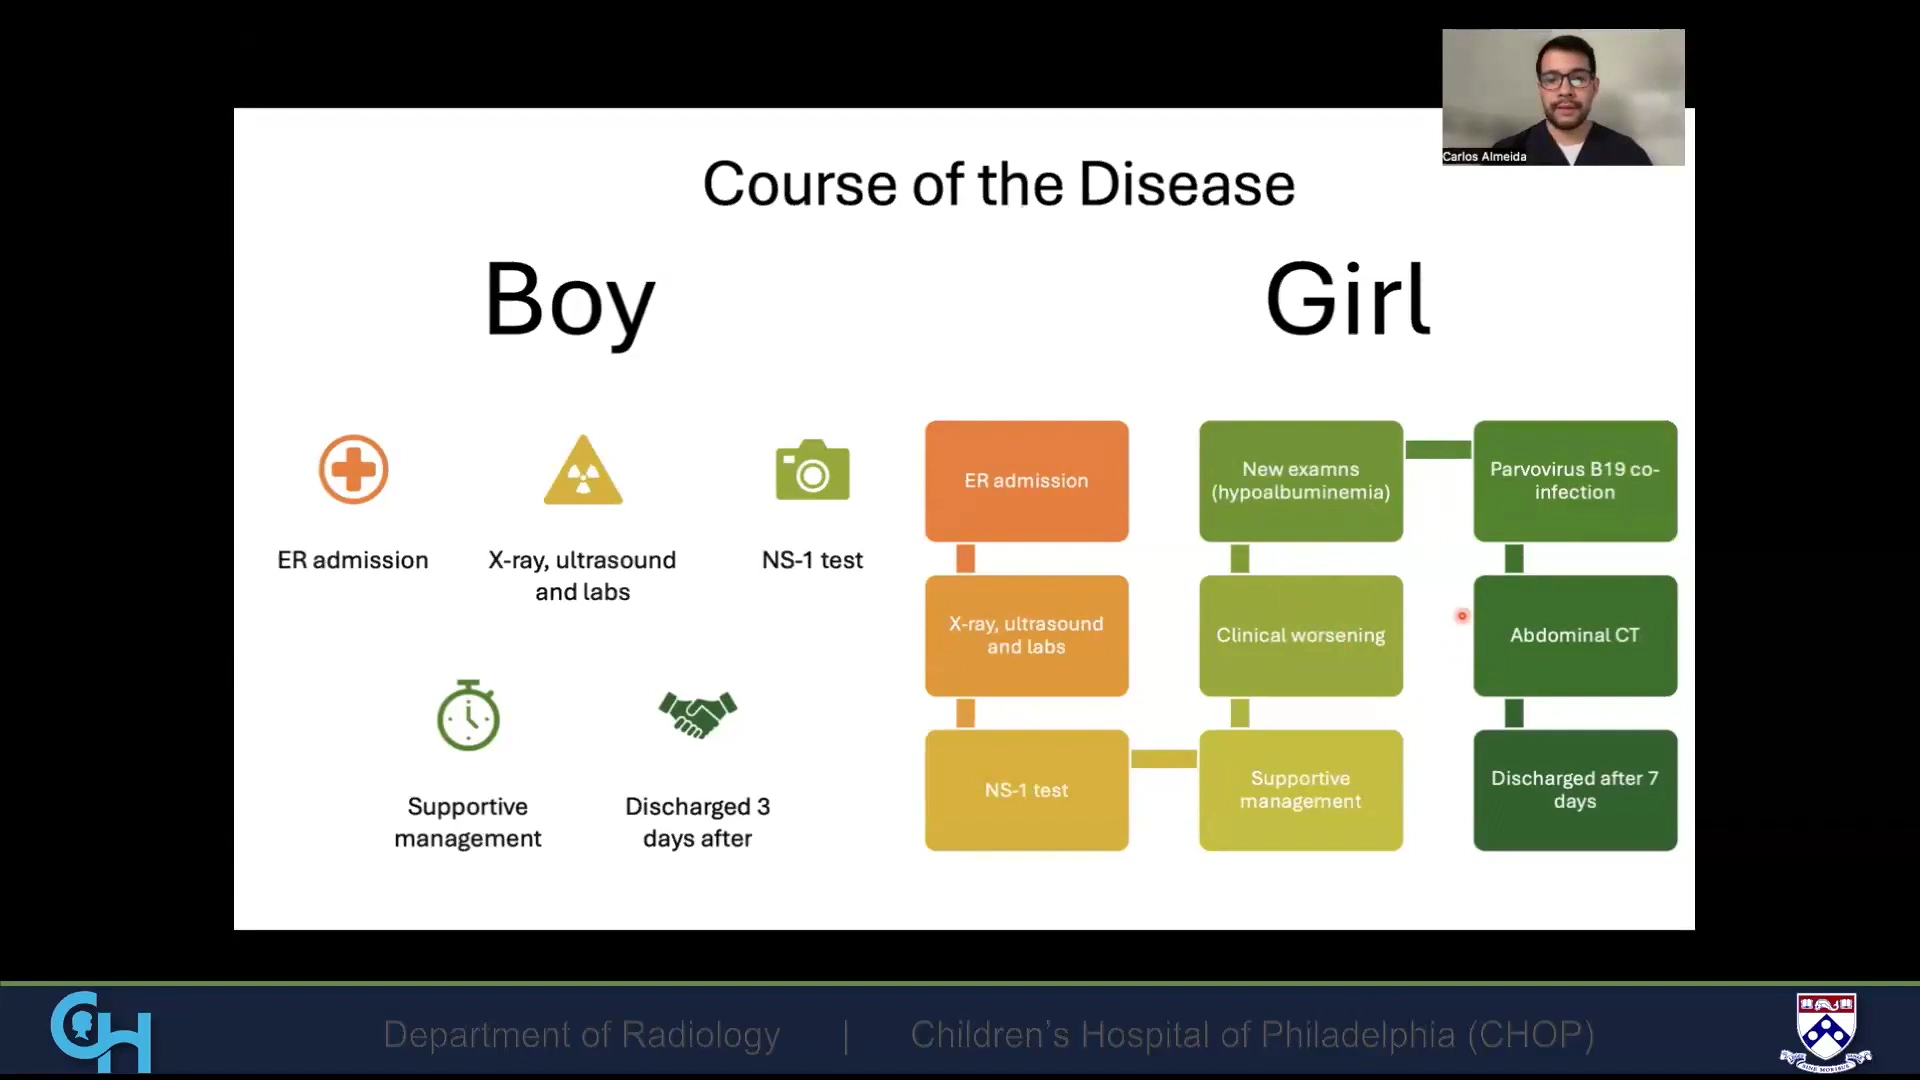 Carlos Almeida
Course of the Disease
Boy
Girl
ER admission
X-ray, ultrasound
and labs
NS-1 test
Supportive
management
Discharged 3
days after
ER admission
X-ray, ultrasound
and labs
NS-1 test
Supportive
management
Clinical worsening
New examns
(hypoalbuminemia)
Parvovirus B19 co-
infection
Abdominal CT
Discharged after 7
days
CH
Department of Radiology | Children's Hospital of Philadelphia (CHOP)